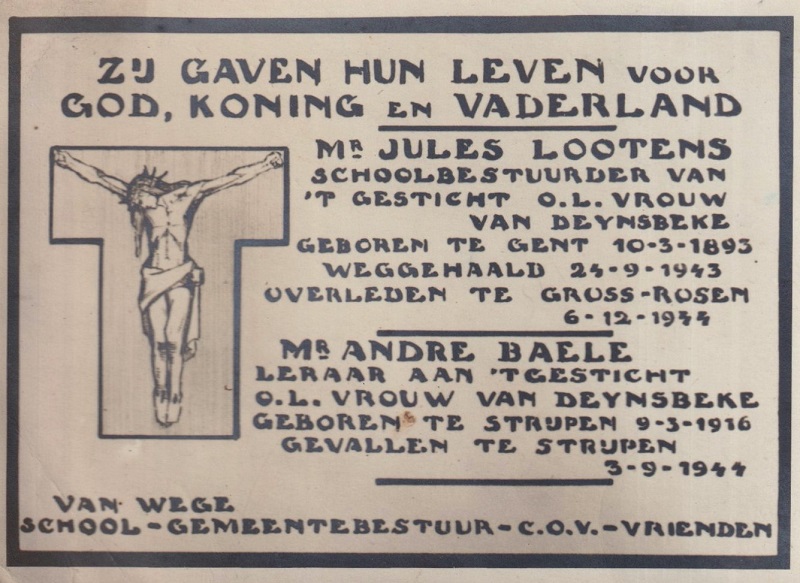 ZIJ GAVEN HUN LEVEN VOOR
GOD, KONING EN VADERLAND
MR JULES LOOTENS
SCHOOLBESTUURDER VAN
'T GESTICHT O.L. VROUW
VAN DEYNSBEKE
GEBOREN TE GENT 10-3-1893
WEGGEHAALD 24-9-1943
OVERLEDEN TE GROSS-ROSEN
6-12-1944
MR ANDRE BAELE
LERAAR AAN 'TGESTICHT
O.L. VROUW VAN DEYNSBEKE
GEBOREN TE STRIJPEN 9-3-1916
GEVALLEN TE STRIJPEN
3-9-1944
VAN WEGE
SCHOOL-GEMEENTEBESTUUR-C.O.V.-VRIENDEN